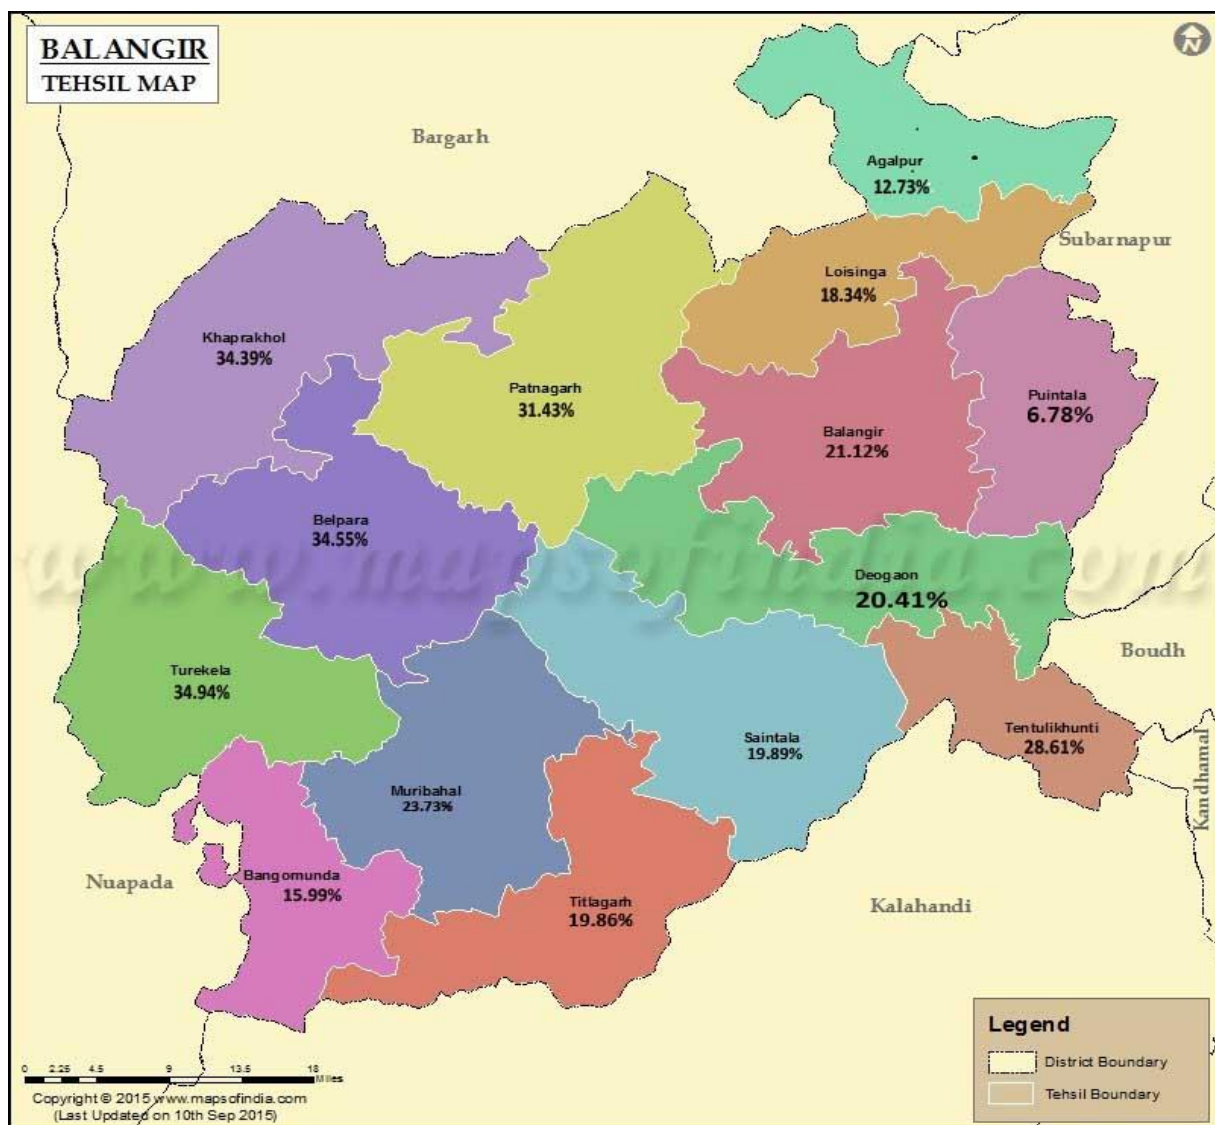 BALANGIR
TEHSIL MAP
N
Bargarh
Agalpur
12.73%
Subarnapur
Loisinga
18.34%
Khaprakhol
34.39%
Patnagarh
31.43%
Puintala
6.78%
Balangir
21.12%
Belpara
34.55%
www.mapsofindia.com
Deogaon
20.41%
Boudh
Turekela
34.94%
Tentulikhunti
28.61%
Saintala
19.89%
Kandhamal
Muribahal
23.73%
Nuapada
Bangomunda
15.99%
Titlagarh
19.86%
Kalahandi
Legend
District Boundary
Tehsil Boundary
0 2.25 4.5 9 13.5 18
Miles
Copyright © 2015 www.mapsofindia.com
(Last Updated on 10th Sep 2015)